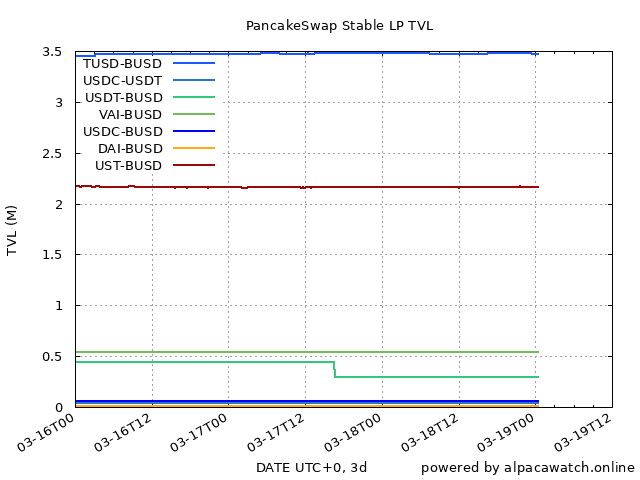 PancakeSwap Stable LP TVL
3.5
3
2.5
2
1.5
1
0.5
0
TVL (M)
TUSD-BUSD
USDC-USDT
USDT-BUSD
VAI-BUSD
USDC-BUSD
DAI-BUSD
UST-BUSD
03-16T00
03-16T12
03-17T00
03-17T12
03-18T00
03-18T12
03-19T00
03-19T12
DATE UTC+0, 3d
powered by alpacawatch.online